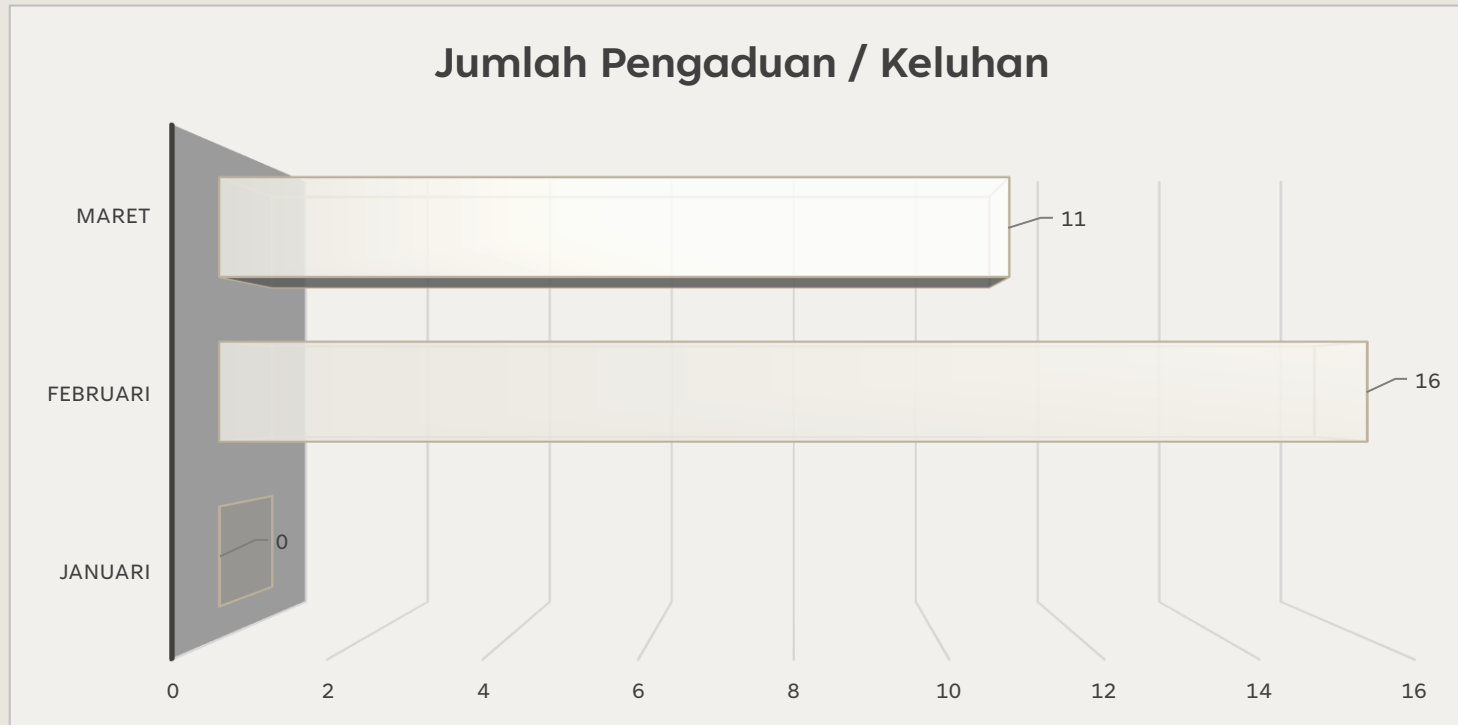 Jumlah Pengaduan / Keluhan
MARET
11
FEBRUARI
16
JANUARI
0
0 2 4 6 8 10 12 14 16